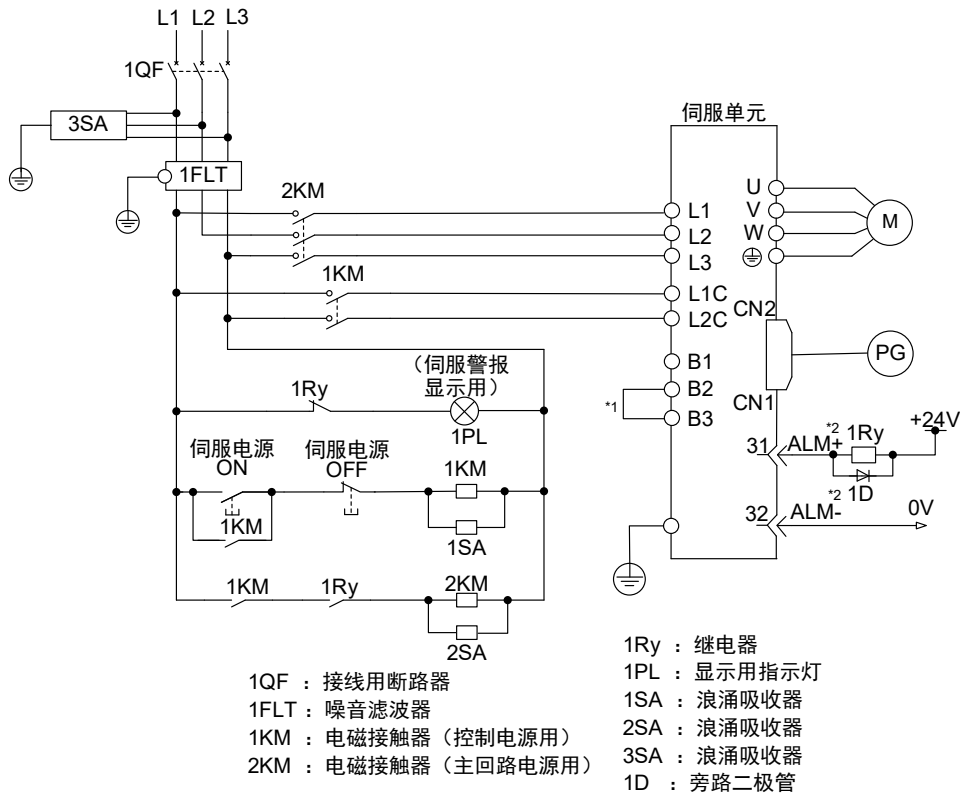 L1 L2 L3
1QF
3SA
1FLT
2KM
1KM
伺服单元
L1
L2
L3
L1C
L2C
B1
B2
B3
*1
U
V
W
M
CN2
PG
CN1
+24V
31 ALM+ *2 1Ry
1D
32 ALM- *2 0V
(伺服警报
显示用)
1Ry
1PL
伺服电源
ON
伺服电源
OFF
1KM
1KM
1SA
1KM 1Ry 2KM
2SA
1QF :接线用断路器
1FLT :噪音滤波器
1KM :电磁接触器(控制电源用)
2KM :电磁接触器(主回路电源用)
1Ry :继电器
1PL :显示用指示灯
1SA :浪涌吸收器
2SA :浪涌吸收器
3SA :浪涌吸收器
1D :旁路二极管